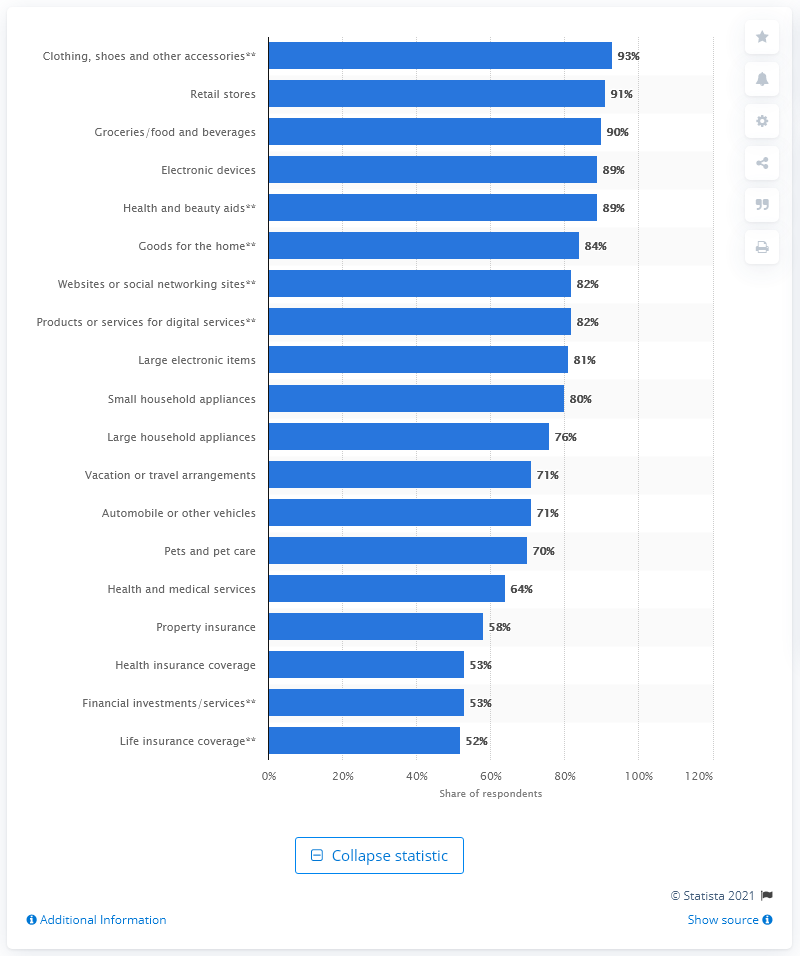 Clothing, shoes and other accessories** 93%
Retail stores 91%
Groceries/food and beverages 90%
Electronic devices 89%
Health and beauty aids** 89%
Goods for the home** 84%
Websites or social networking sites** 82%
Products or services for digital services** 82%
Large electronic items 81%
Small household appliances 80%
Large household appliances 76%
Vacation or travel arrangements 71%
Automobile or other vehicles 71%
Pets and pet care 70%
Health and medical services 64%
Property insurance 58%
Health insurance coverage 53%
Financial investments/services** 53%
Life insurance coverage** 52%
0% 20% 40% 60% 80% 100% 120%
Share of respondents
Collapse statistic
© Statista 2021
Additional Information Show source